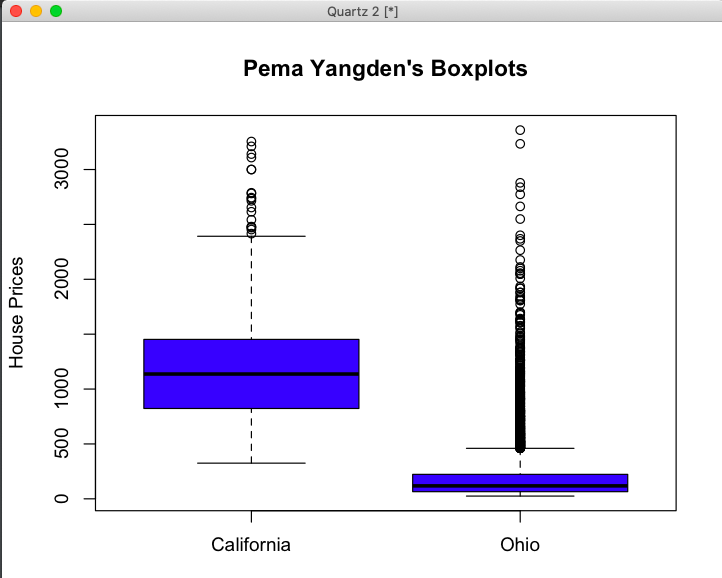 Quartz 2 [*]
Pema Yangden's Boxplots
House Prices
3000
2000
1000
500
0
California
Ohio